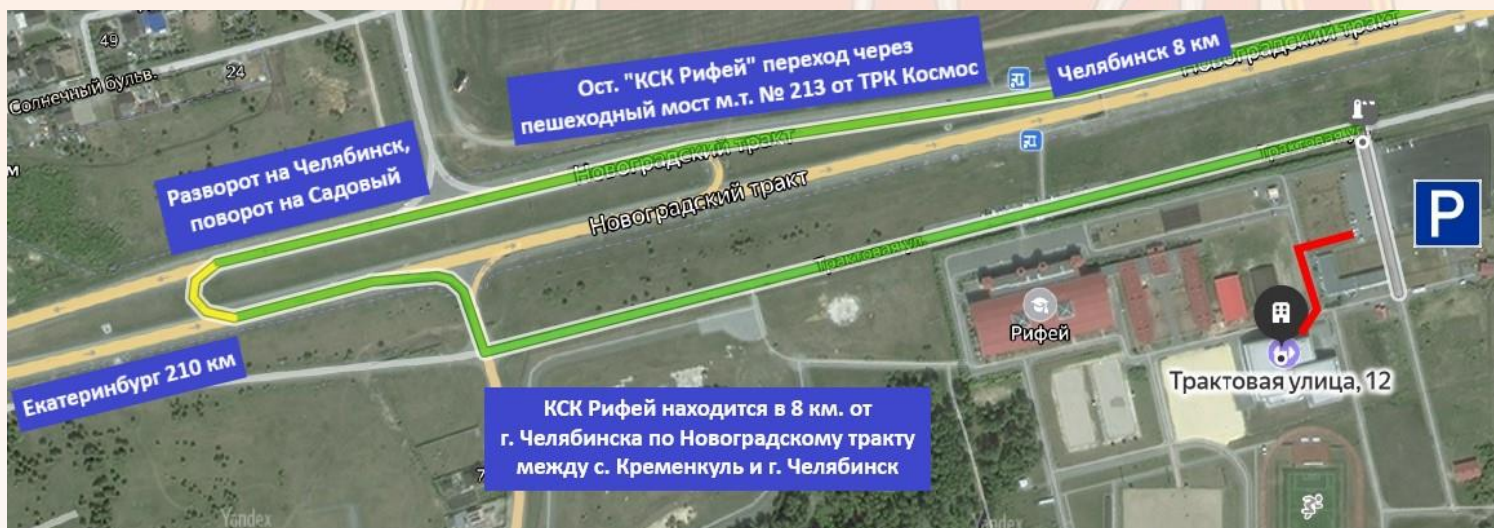 49
24
Солнечный бульв.
Ост. "КСК Рифей" переход через
пешеходный мост м.т. № 213 от ТРК Космос
Челябинск 8 км
Новоградский тракт
Разворот на Челябинск,
поворот на Садовый
м
Новоградский тракт
Новоградский тракт
Трактовая ул.
Трактовая ул.
P
Рифей
Екатеринбург 210 км
Трактовая улица, 12
КСК Рифей находится в 8 км. от
г. Челябинска по Новоградскому тракту
между с. Кременкуль и г. Челябинск
7
Yandex
Yandex